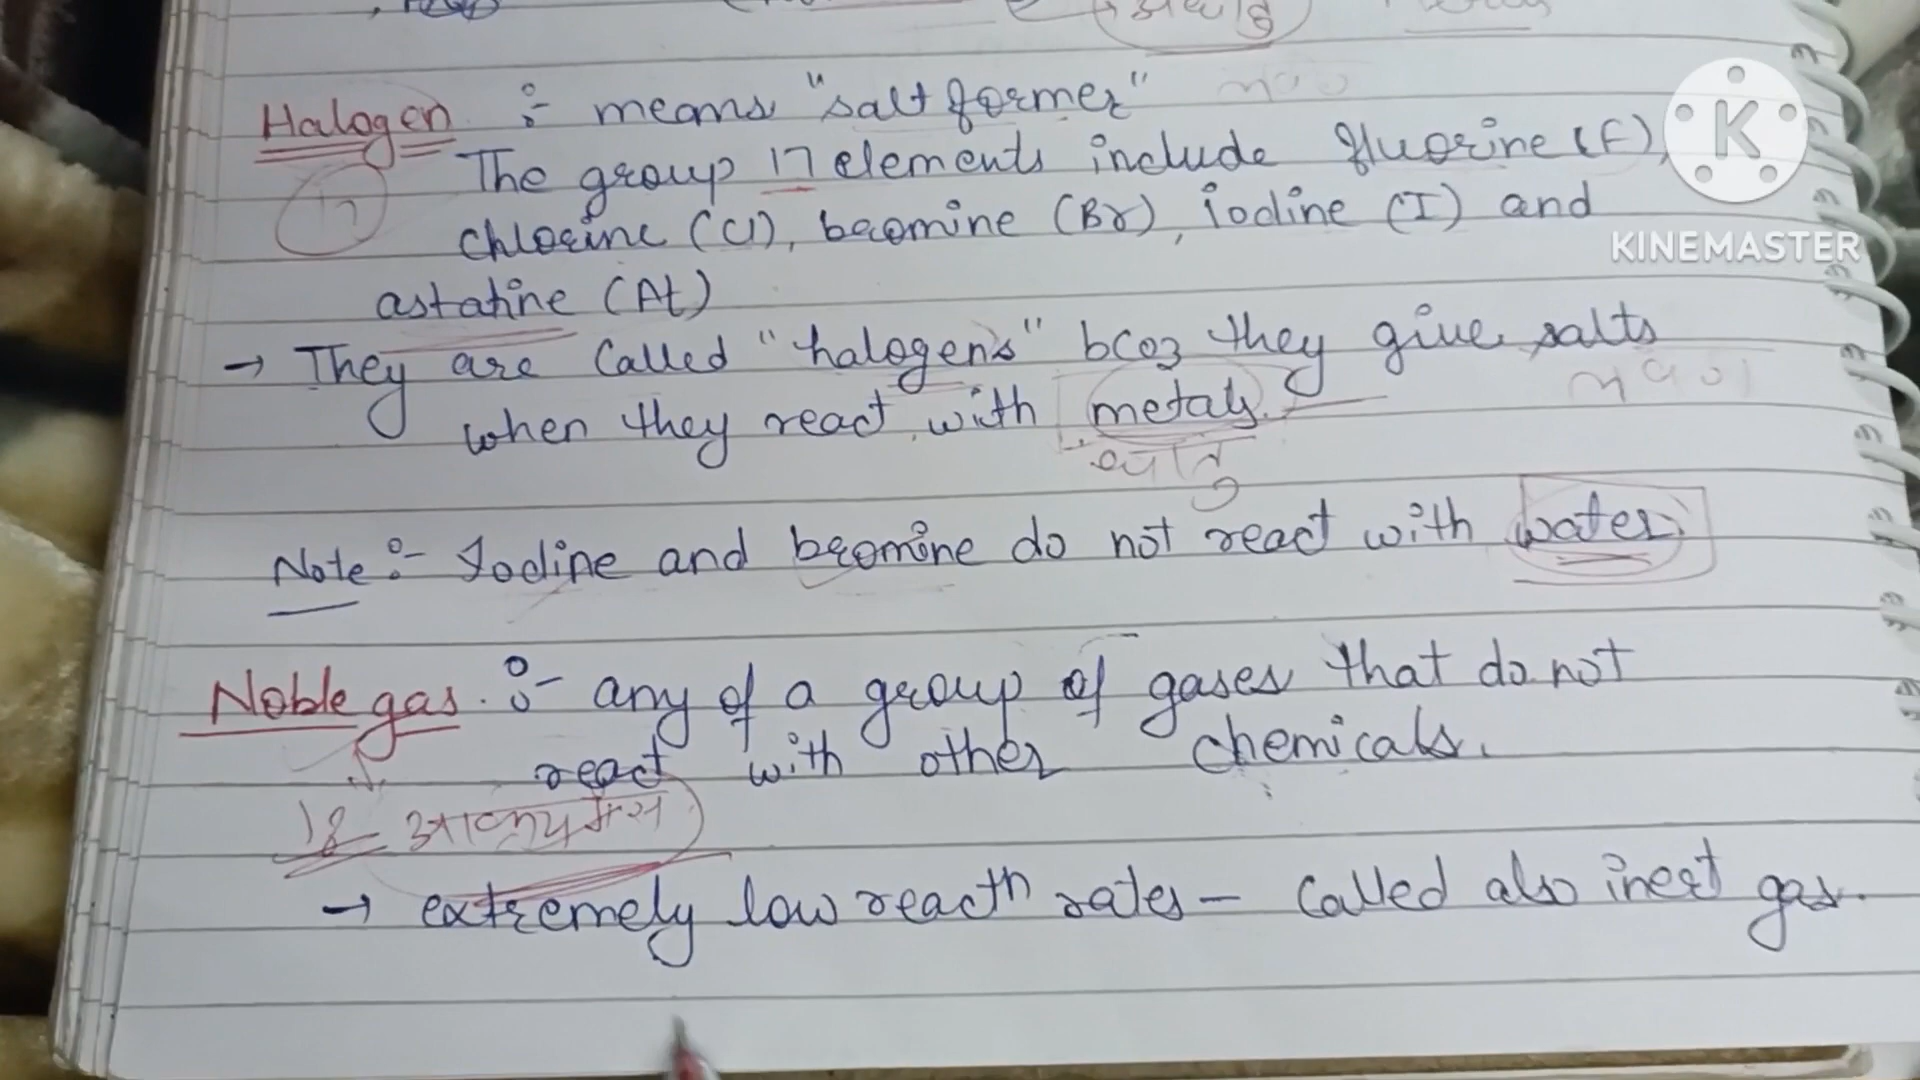 Halogen :- means "salt former"
The group 17 elements include fluorine (F),
17
chlorine (Cl), bromine (Br), iodine (I) and
astatine (At)
→ They are called "halogens" bcoz they give salts
when they react with metals.
धातु
Note :- Iodine and bromine do not react with water.
Noble gas :- any of a group of gases that do not
react with other chemicals.
18
→ extremely low reactn rates – called also inert gas.
K
KINEMASTER